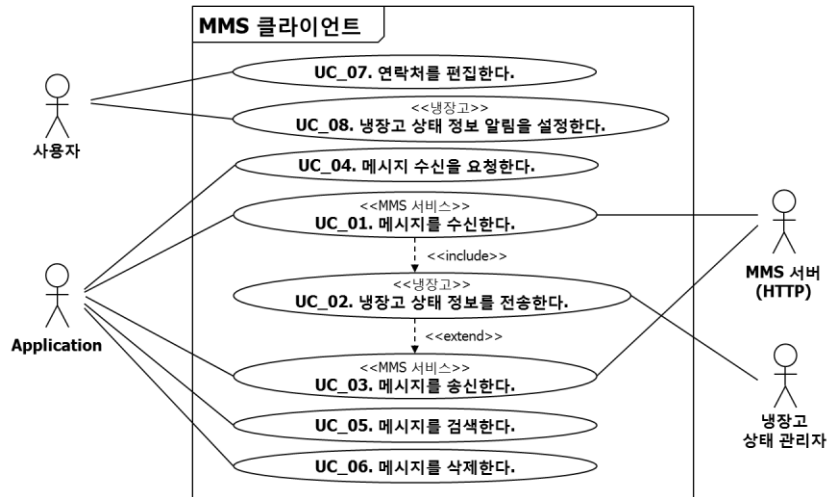 MMS 클라이언트
UC_07. 연락처를 편집한다.
<<냉장고>>
UC_08. 냉장고 상태 정보 알림을 설정한다.
사용자
UC_04. 메시지 수신을 요청한다.
<<MMS 서비스>>
UC_01. 메시지를 수신한다.
<<include>>
MMS 서버
(HTTP)
<<냉장고>>
UC_02. 냉장고 상태 정보를 전송한다.
Application
<<extend>>
<<MMS 서비스>>
UC_03. 메시지를 송신한다.
냉장고
상태 관리자
UC_05. 메시지를 검색한다.
UC_06. 메시지를 삭제한다.